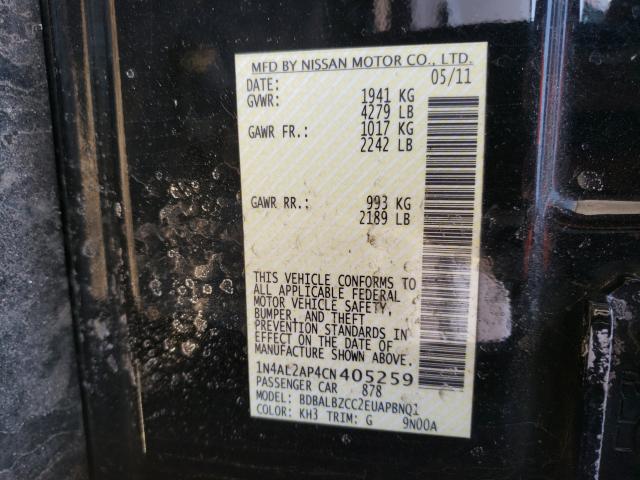 MFD BY NISSAN MOTOR CO., LTD.
DATE: 05/11
GVWR: 1941 KG
4279 LB
GAWR FR.: 1017 KG
2242 LB
GAWR RR.: 993 KG
2189 LB
THIS VEHICLE CONFORMS TO
ALL APPLICABLE FEDERAL
MOTOR VEHICLE SAFETY,
BUMPER, AND THEFT
PREVENTION STANDARDS IN
EFFECT ON THE DATE OF
MANUFACTURE SHOWN ABOVE.
1N4AL2AP4CN405259
PASSENGER CAR 878
MODEL: BDBALBZCC2EUAPBNQ1
COLOR: KH3 TRIM: G 9N00A